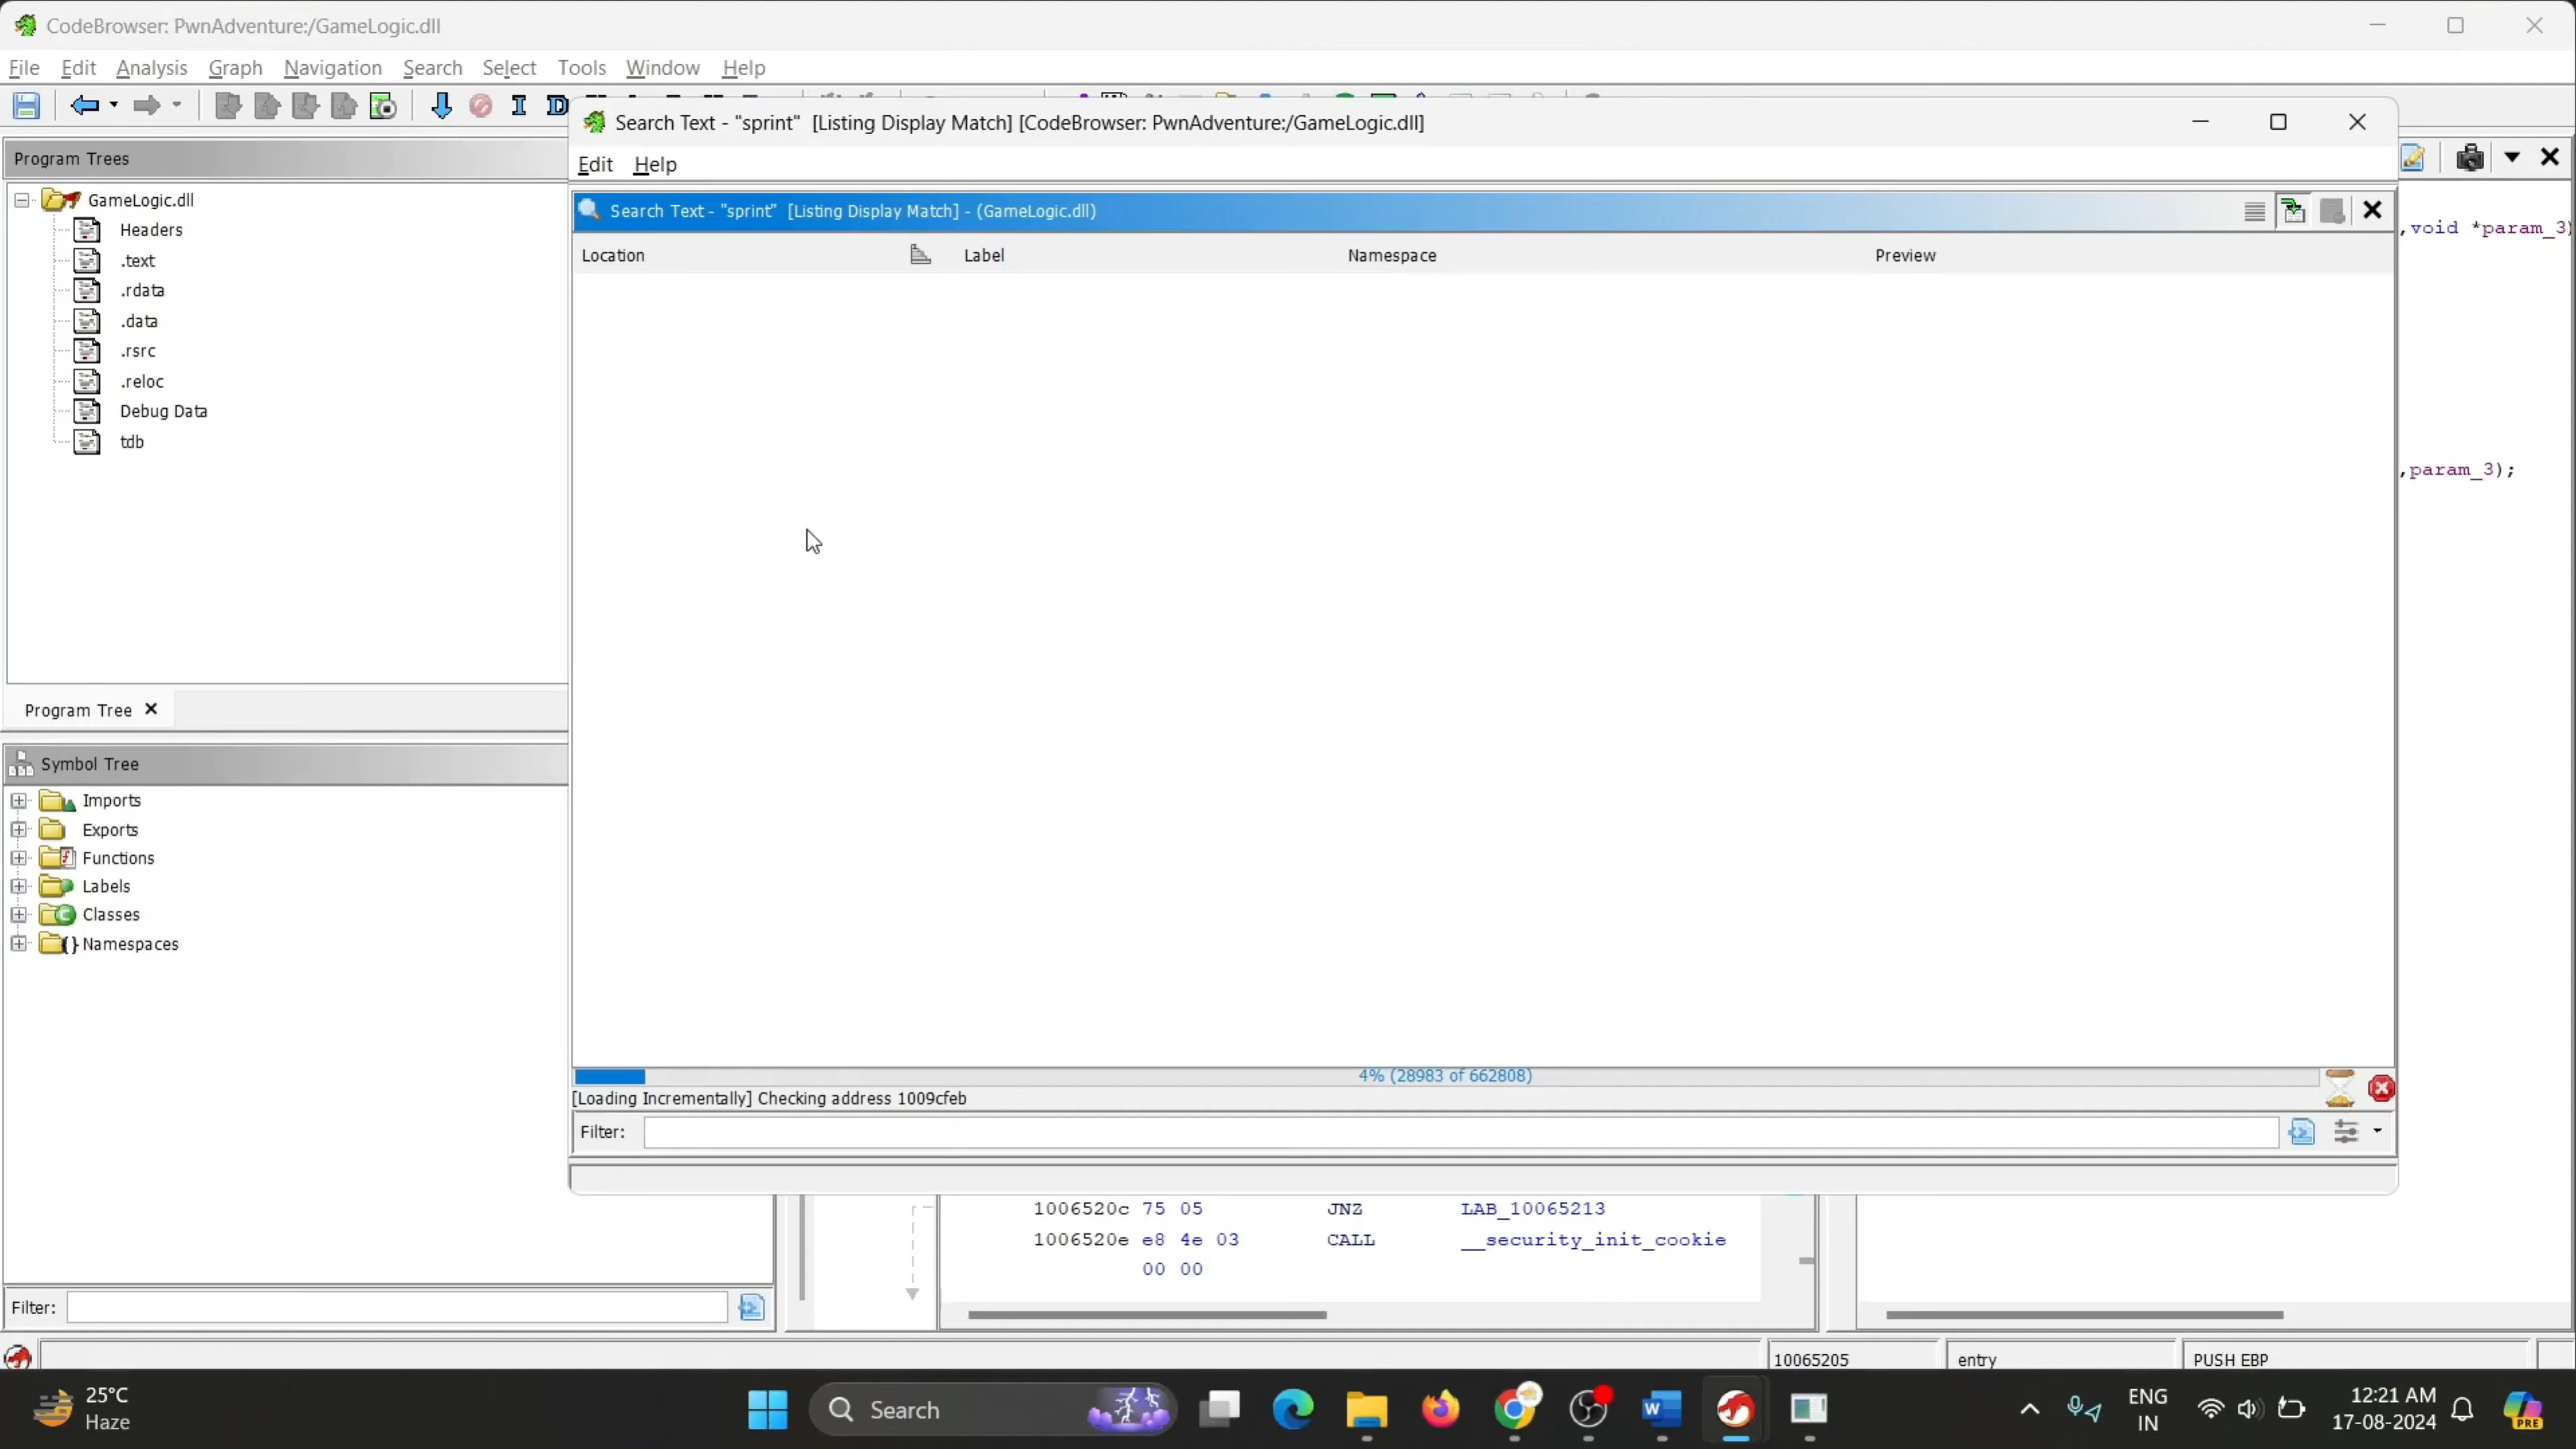 CodeBrowser: PwnAdventure:/GameLogic.dll
File Edit Analysis Graph Navigation Search Select Tools Window Help
I D
Search Text - "sprint" [Listing Display Match] [CodeBrowser: PwnAdventure:/GameLogic.dll]
Edit Help
Program Trees
GameLogic.dll
Headers
.text
.rdata
.data
.rsrc
.reloc
Debug Data
tdb
Program Tree
Search Text - "sprint" [Listing Display Match] - (GameLogic.dll)
Location Label Namespace Preview
,void *param_3)
,param_3);
Symbol Tree
Imports
Exports
Functions
Labels
Classes
Namespaces
4% (28983 of 662808)
[Loading Incrementally] Checking address 1009cfeb
Filter:
1006520c 75 05 JNZ LAB_10065213
1006520e e8 4e 03 CALL __security_init_cookie
00 00
Filter:
10065205 entry PUSH EBP
25°C
Haze
Search
ENG
IN
12:21 AM
17-08-2024
PRE